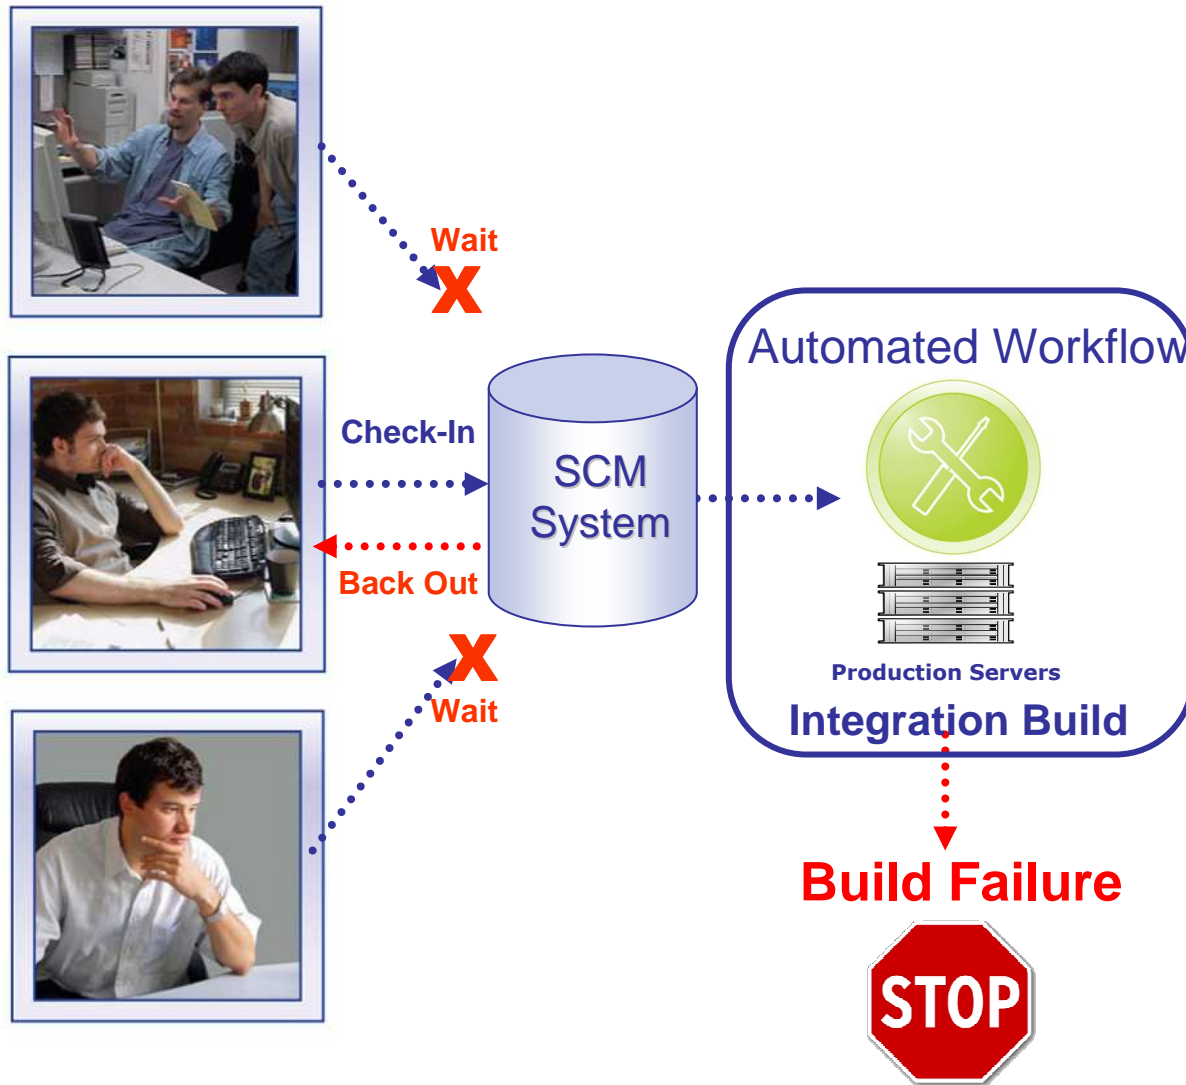 Wait
X
Automated Workflow
Check-In
SCM
System
Back Out
X
Wait
Production Servers
Integration Build
Build Failure
STOP